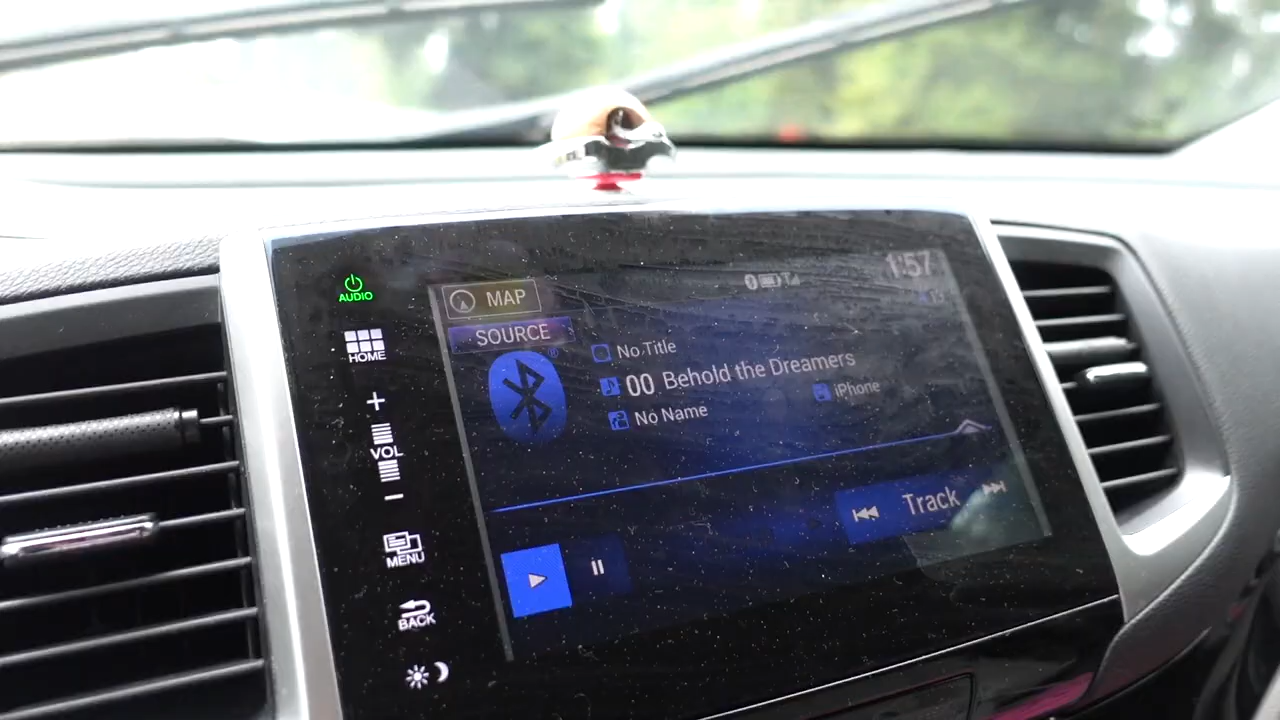 AUDIO
HOME
+
VOL
−
MENU
BACK
MAP
1:57
SOURCE
No Title
00 Behold the Dreamers
No Name
iPhone
Track